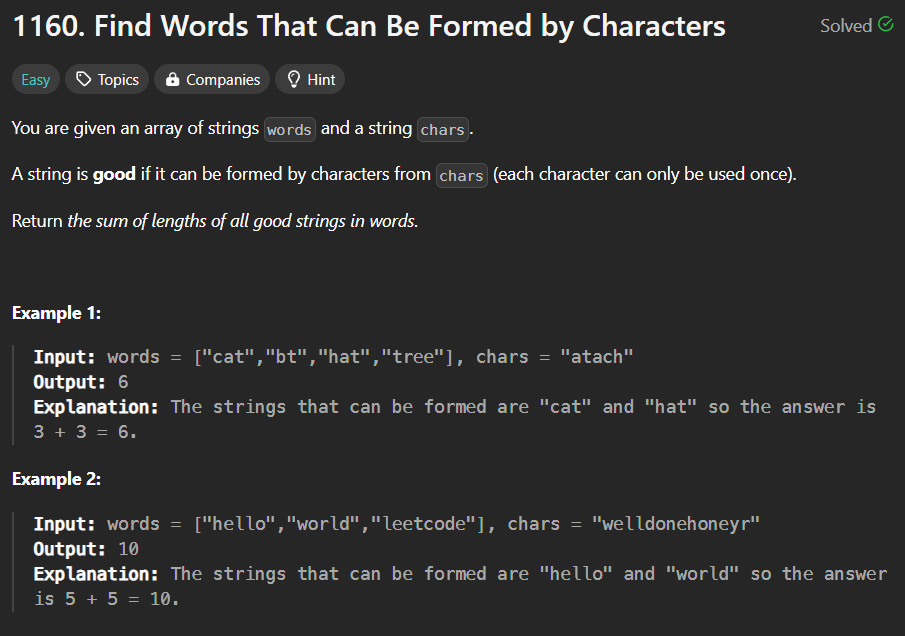 1160. Find Words That Can Be Formed by Characters
Solved
Easy Topics Companies Hint
You are given an array of strings words and a string chars.
A string is good if it can be formed by characters from chars (each character can only be used once).
Return the sum of lengths of all good strings in words.
Example 1:
Input: words = ["cat","bt","hat","tree"], chars = "atach"
Output: 6
Explanation: The strings that can be formed are "cat" and "hat" so the answer is
3 + 3 = 6.
Example 2:
Input: words = ["hello","world","leetcode"], chars = "welldonehoneyr"
Output: 10
Explanation: The strings that can be formed are "hello" and "world" so the answer
is 5 + 5 = 10.